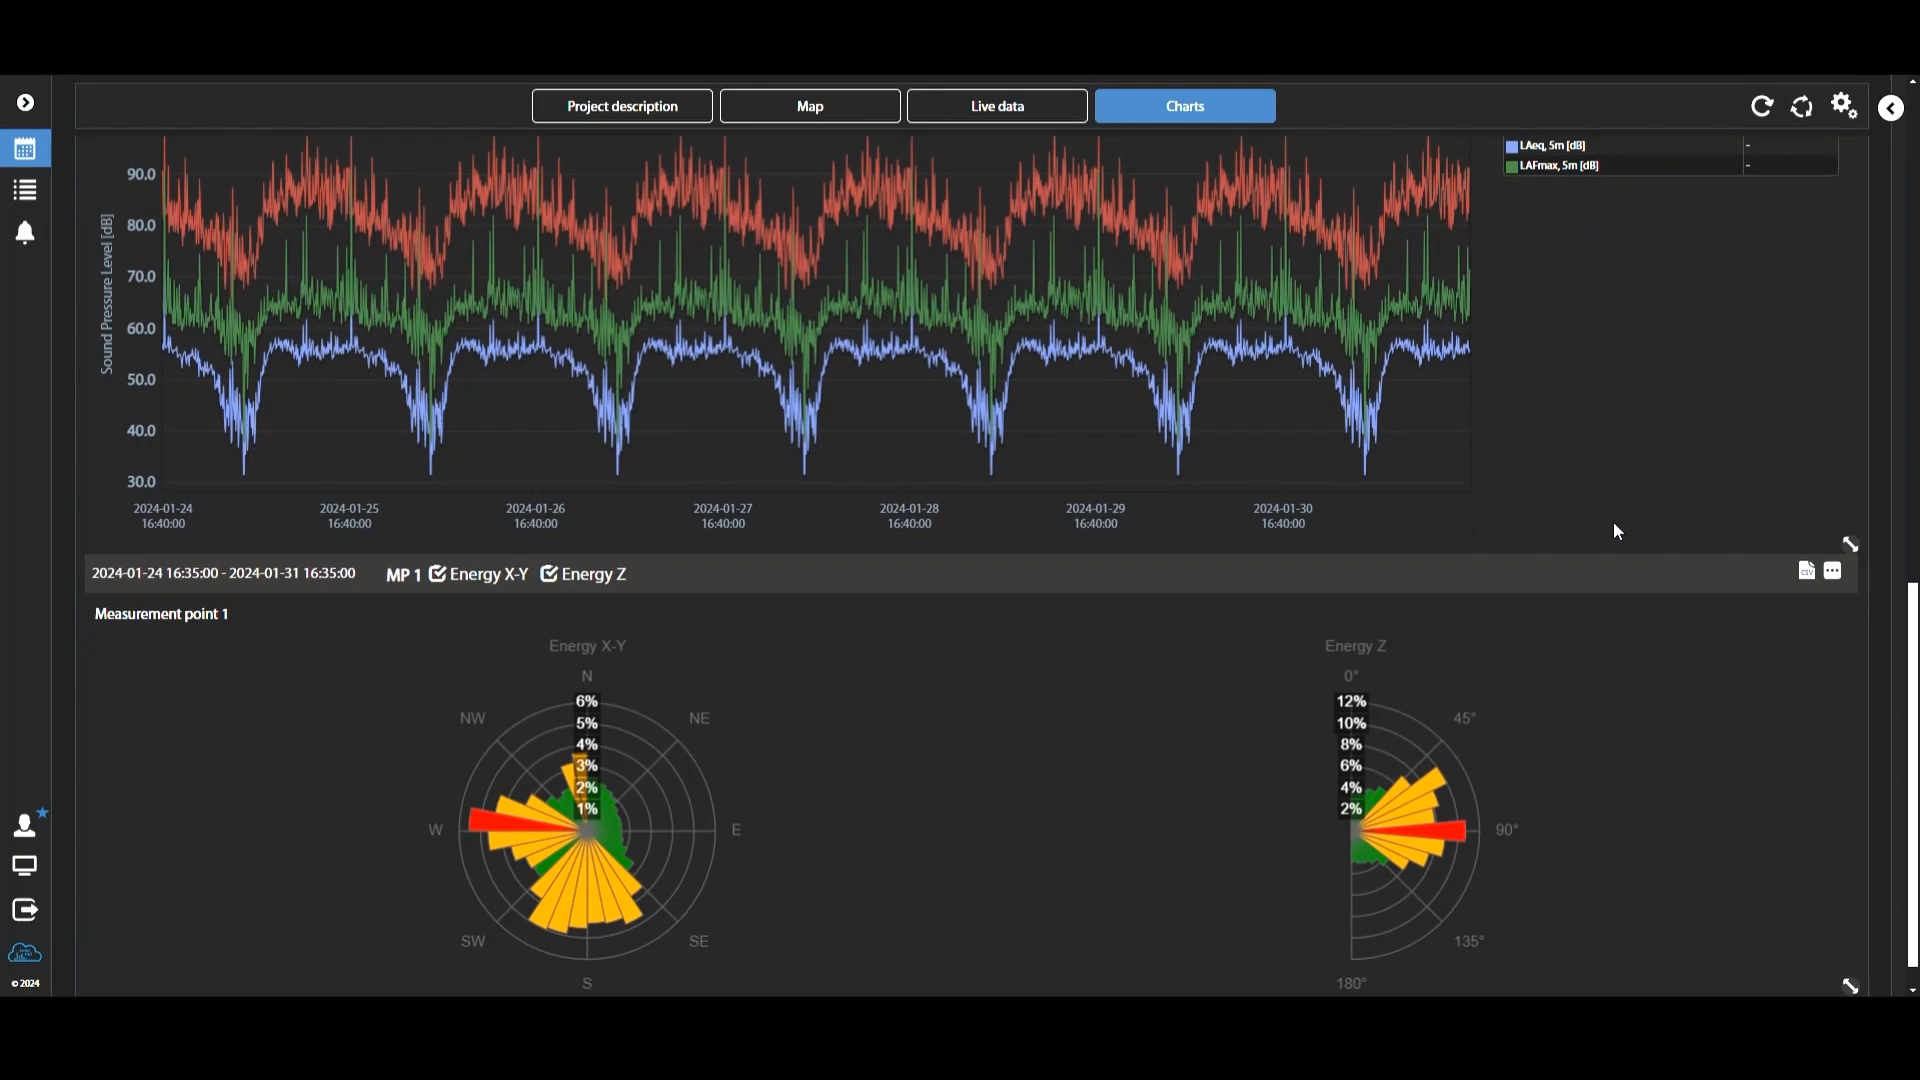 Project description
Map
Live data
Charts
LAeq, 5m [dB] -
LAFmax, 5m [dB] -
Sound Pressure Level [dB]
90.0
80.0
70.0
60.0
50.0
40.0
30.0
2024-01-24
16:40:00
2024-01-25
16:40:00
2024-01-26
16:40:00
2024-01-27
16:40:00
2024-01-28
16:40:00
2024-01-29
16:40:00
2024-01-30
16:40:00
2024-01-24 16:35:00 - 2024-01-31 16:35:00 MP 1 Energy X-Y Energy Z
CSV
Measurement point 1
Energy X-Y
N
NE
E
SE
S
SW
W
NW
6%
5%
4%
3%
2%
1%
Energy Z
0°
45°
90°
135°
180°
12%
10%
8%
6%
4%
2%
© 2024